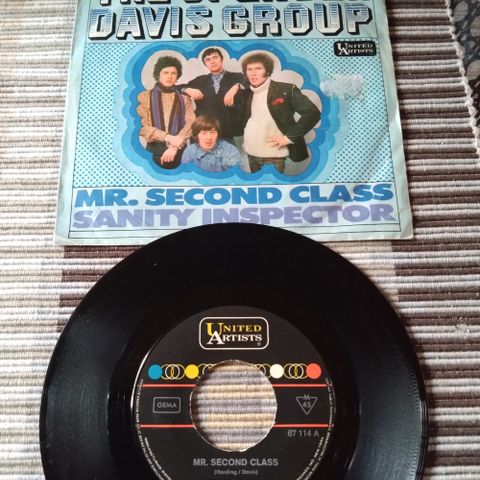 DAVIS GROUP
UNITED
ARTISTS
MR. SECOND CLASS
SANITY INSPECTOR
UNITED
ARTISTS
GEMA
M
45
67 114 A
MR. SECOND CLASS
(Harding / Davis)